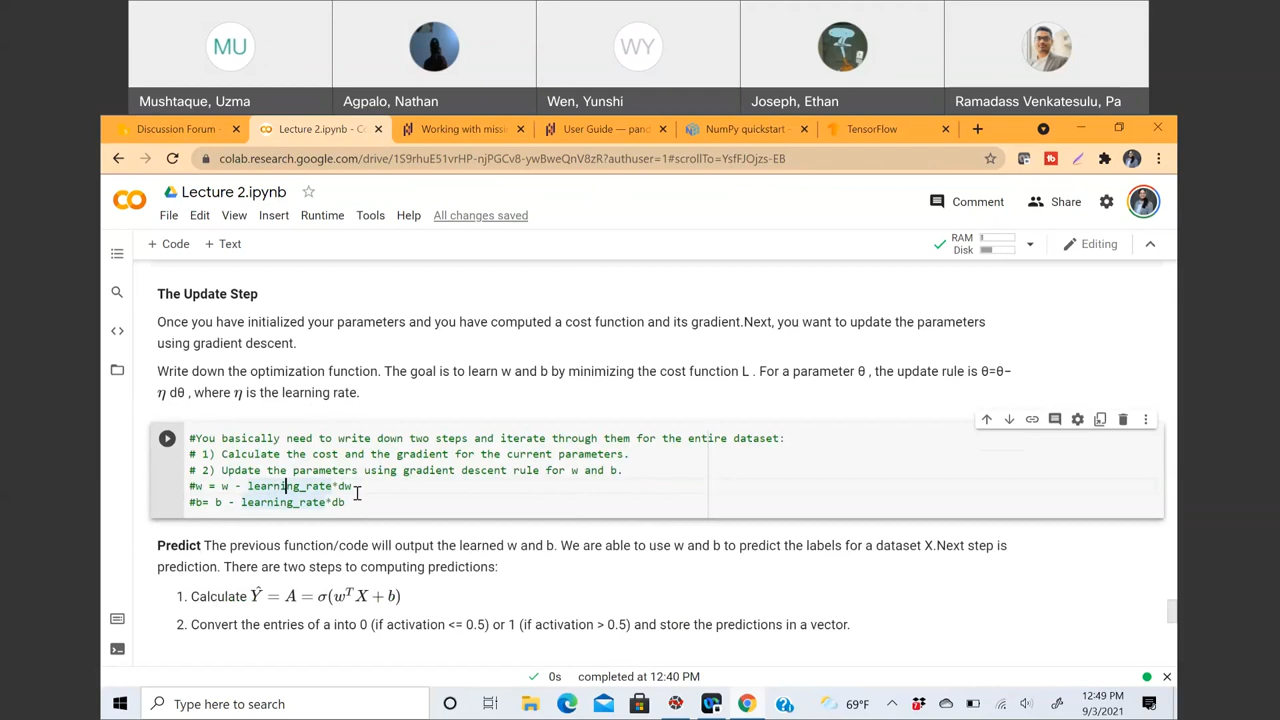 MU
WY
Mushtaque, Uzma
Agpalo, Nathan
Wen, Yunshi
Joseph, Ethan
Ramadass Venkatesulu, Pa
Discussion Forum -
Lecture 2.ipynb - C
Working with missi
User Guide — pand
NumPy quickstart -
TensorFlow
colab.research.google.com/drive/1S9rhuE51vrHP-njPGCv8-ywBweQnV8zR?authuser=1#scrollTo=YsfFJOjzs-EB
Lecture 2.ipynb
File Edit View Insert Runtime Tools Help All changes saved
Comment Share
+ Code + Text
RAM
Disk
Editing
The Update Step
Once you have initialized your parameters and you have computed a cost function and its gradient.Next, you want to update the parameters
using gradient descent.
Write down the optimization function. The goal is to learn w and b by minimizing the cost function L . For a parameter θ , the update rule is θ=θ−
η dθ , where η is the learning rate.
#You basically need to write down two steps and iterate through them for the entire dataset:
# 1) Calculate the cost and the gradient for the current parameters.
# 2) Update the parameters using gradient descent rule for w and b.
#w = w - learning_rate*dw
#b= b - learning_rate*db
Predict The previous function/code will output the learned w and b. We are able to use w and b to predict the labels for a dataset X.Next step is
prediction. There are two steps to computing predictions:
1. Calculate Ŷ = A = σ(wᵀX + b)
2. Convert the entries of a into 0 (if activation <= 0.5) or 1 (if activation > 0.5) and store the predictions in a vector.
0s completed at 12:40 PM
Type here to search
69°F
12:49 PM
9/3/2021